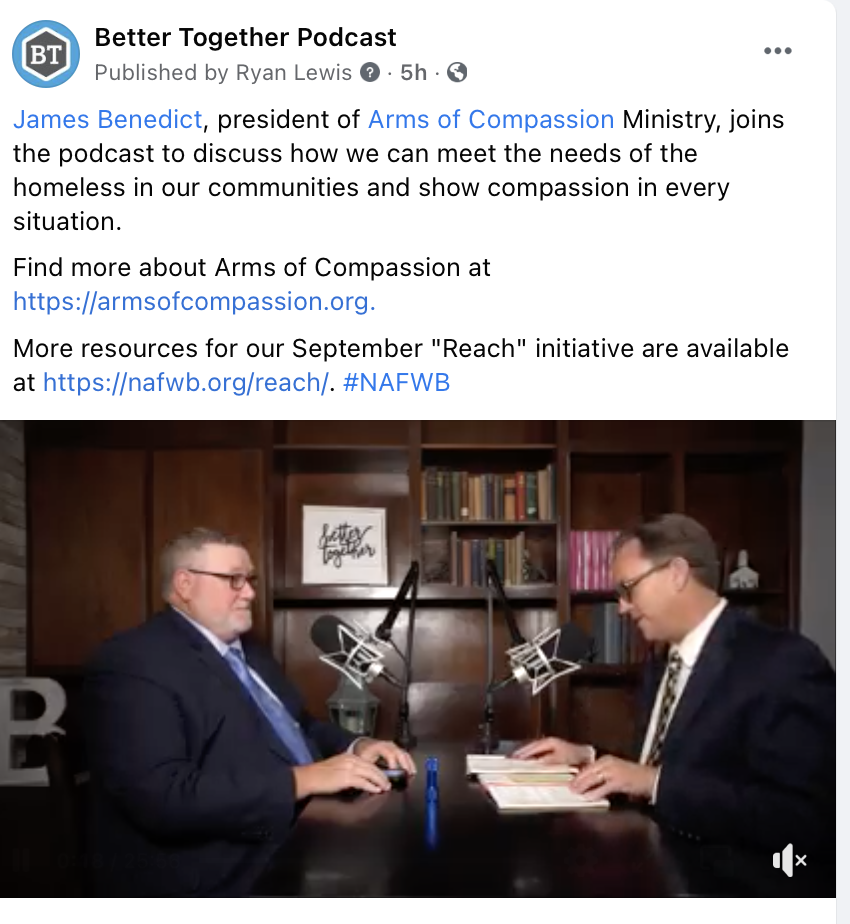 BT
Better Together Podcast
Published by Ryan Lewis ? · 5h ·
James Benedict, president of Arms of Compassion Ministry, joins
the podcast to discuss how we can meet the needs of the
homeless in our communities and show compassion in every
situation.
Find more about Arms of Compassion at
https://armsofcompassion.org.
More resources for our September "Reach" initiative are available
at https://nafwb.org/reach/. #NAFWB
better
together
B